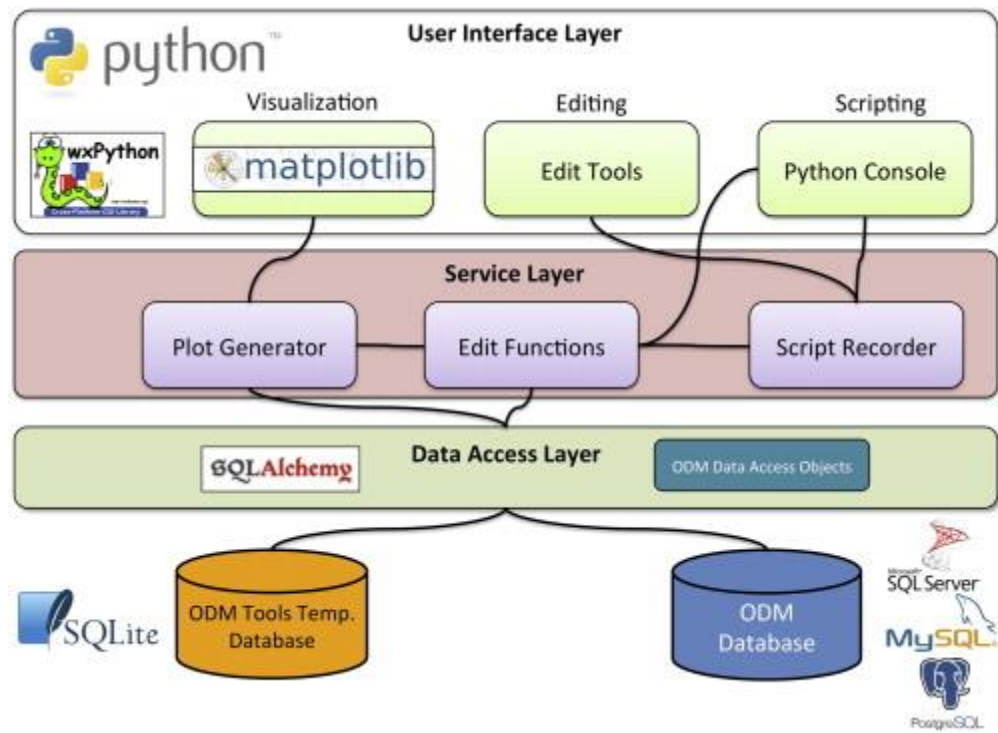 User Interface Layer
python™
Visualization
Editing
Scripting
wxPython
matplotlib
Edit Tools
Python Console
Service Layer
Plot Generator
Edit Functions
Script Recorder
Data Access Layer
SQLAlchemy
ODM Data Access Objects
SQLite
ODM Tools Temp.
Database
ODM
Database
Microsoft
SQL Server
MySQL
PostgreSQL